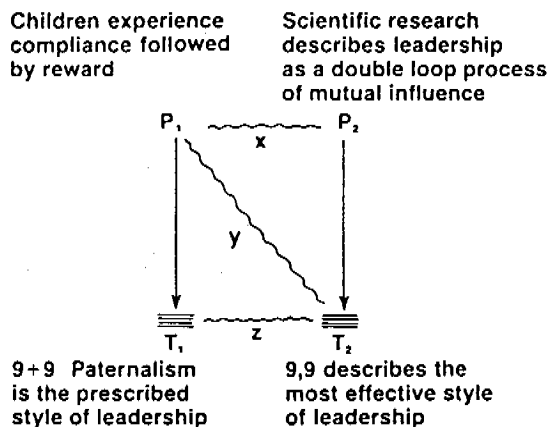 Children experience
compliance followed
by reward
Scientific research
describes leadership
as a double loop process
of mutual influence
P1 P2
x
y
z
T1 T2
9+9 Paternalism
is the prescribed
style of leadership
9,9 describes the
most effective style
of leadership